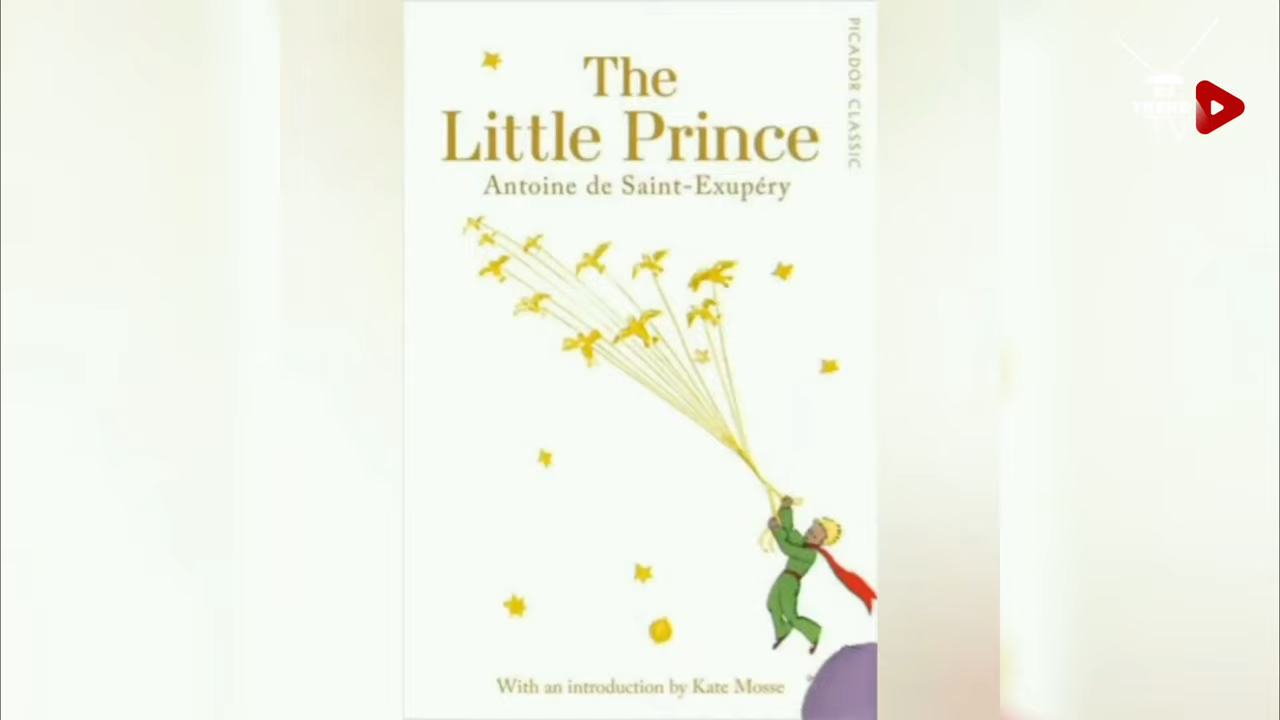 The
Little Prince
Antoine de Saint-Exupéry
PICADOR CLASSIC
With an introduction by Kate Mosse